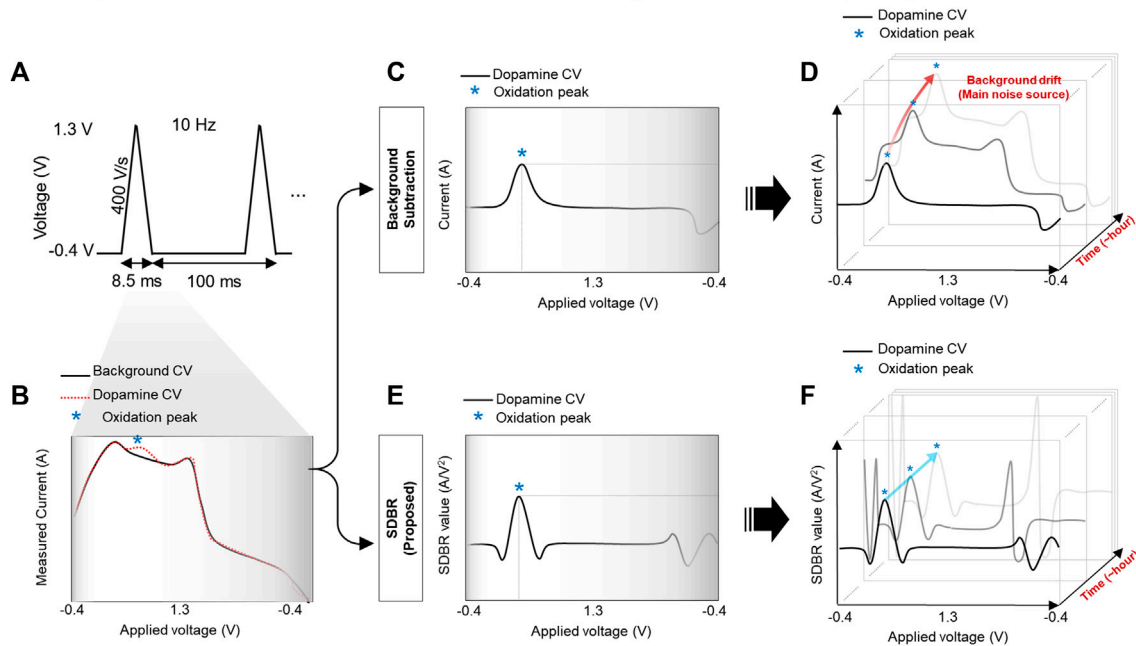 A
1.3 V
10 Hz
400 V/s
Voltage (V)
...
-0.4 V
8.5 ms
100 ms
B
Background CV
Dopamine CV
* Oxidation peak
*
Measured Current (A)
-0.4
1.3
-0.4
Applied voltage (V)
Background
Subtraction
SDBR
(Proposed)
C
Dopamine CV
* Oxidation peak
*
Current (A)
-0.4
1.3
-0.4
Applied voltage (V)
D
Dopamine CV
* Oxidation peak
*
Background drift
(Main noise source)
*
*
Current (A)
Time (~hour)
-0.4
1.3
-0.4
Applied voltage (V)
E
Dopamine CV
* Oxidation peak
*
SDBR value (A/V²)
-0.4
1.3
-0.4
Applied voltage (V)
F
Dopamine CV
* Oxidation peak
*
*
*
SDBR value (A/V²)
Time (~hour)
-0.4
1.3
-0.4
Applied voltage (V)